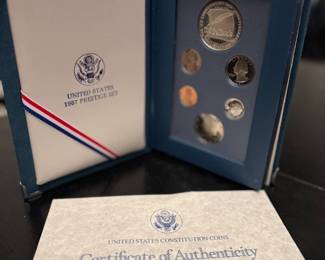 UNITED STATES
1987 PRESTIGE SET
UNITED STATES CONSTITUTION COINS
Certificate of Authenticity